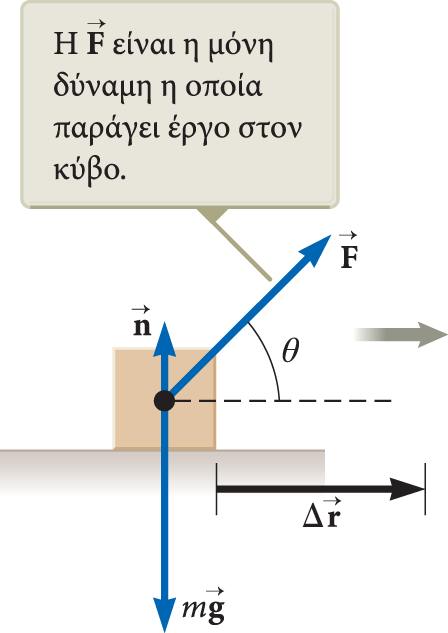 Η F⃗ είναι η μόνη
δύναμη η οποία
παράγει έργο στον
κύβο.
F⃗
n⃗
θ
Δr⃗
mg⃗